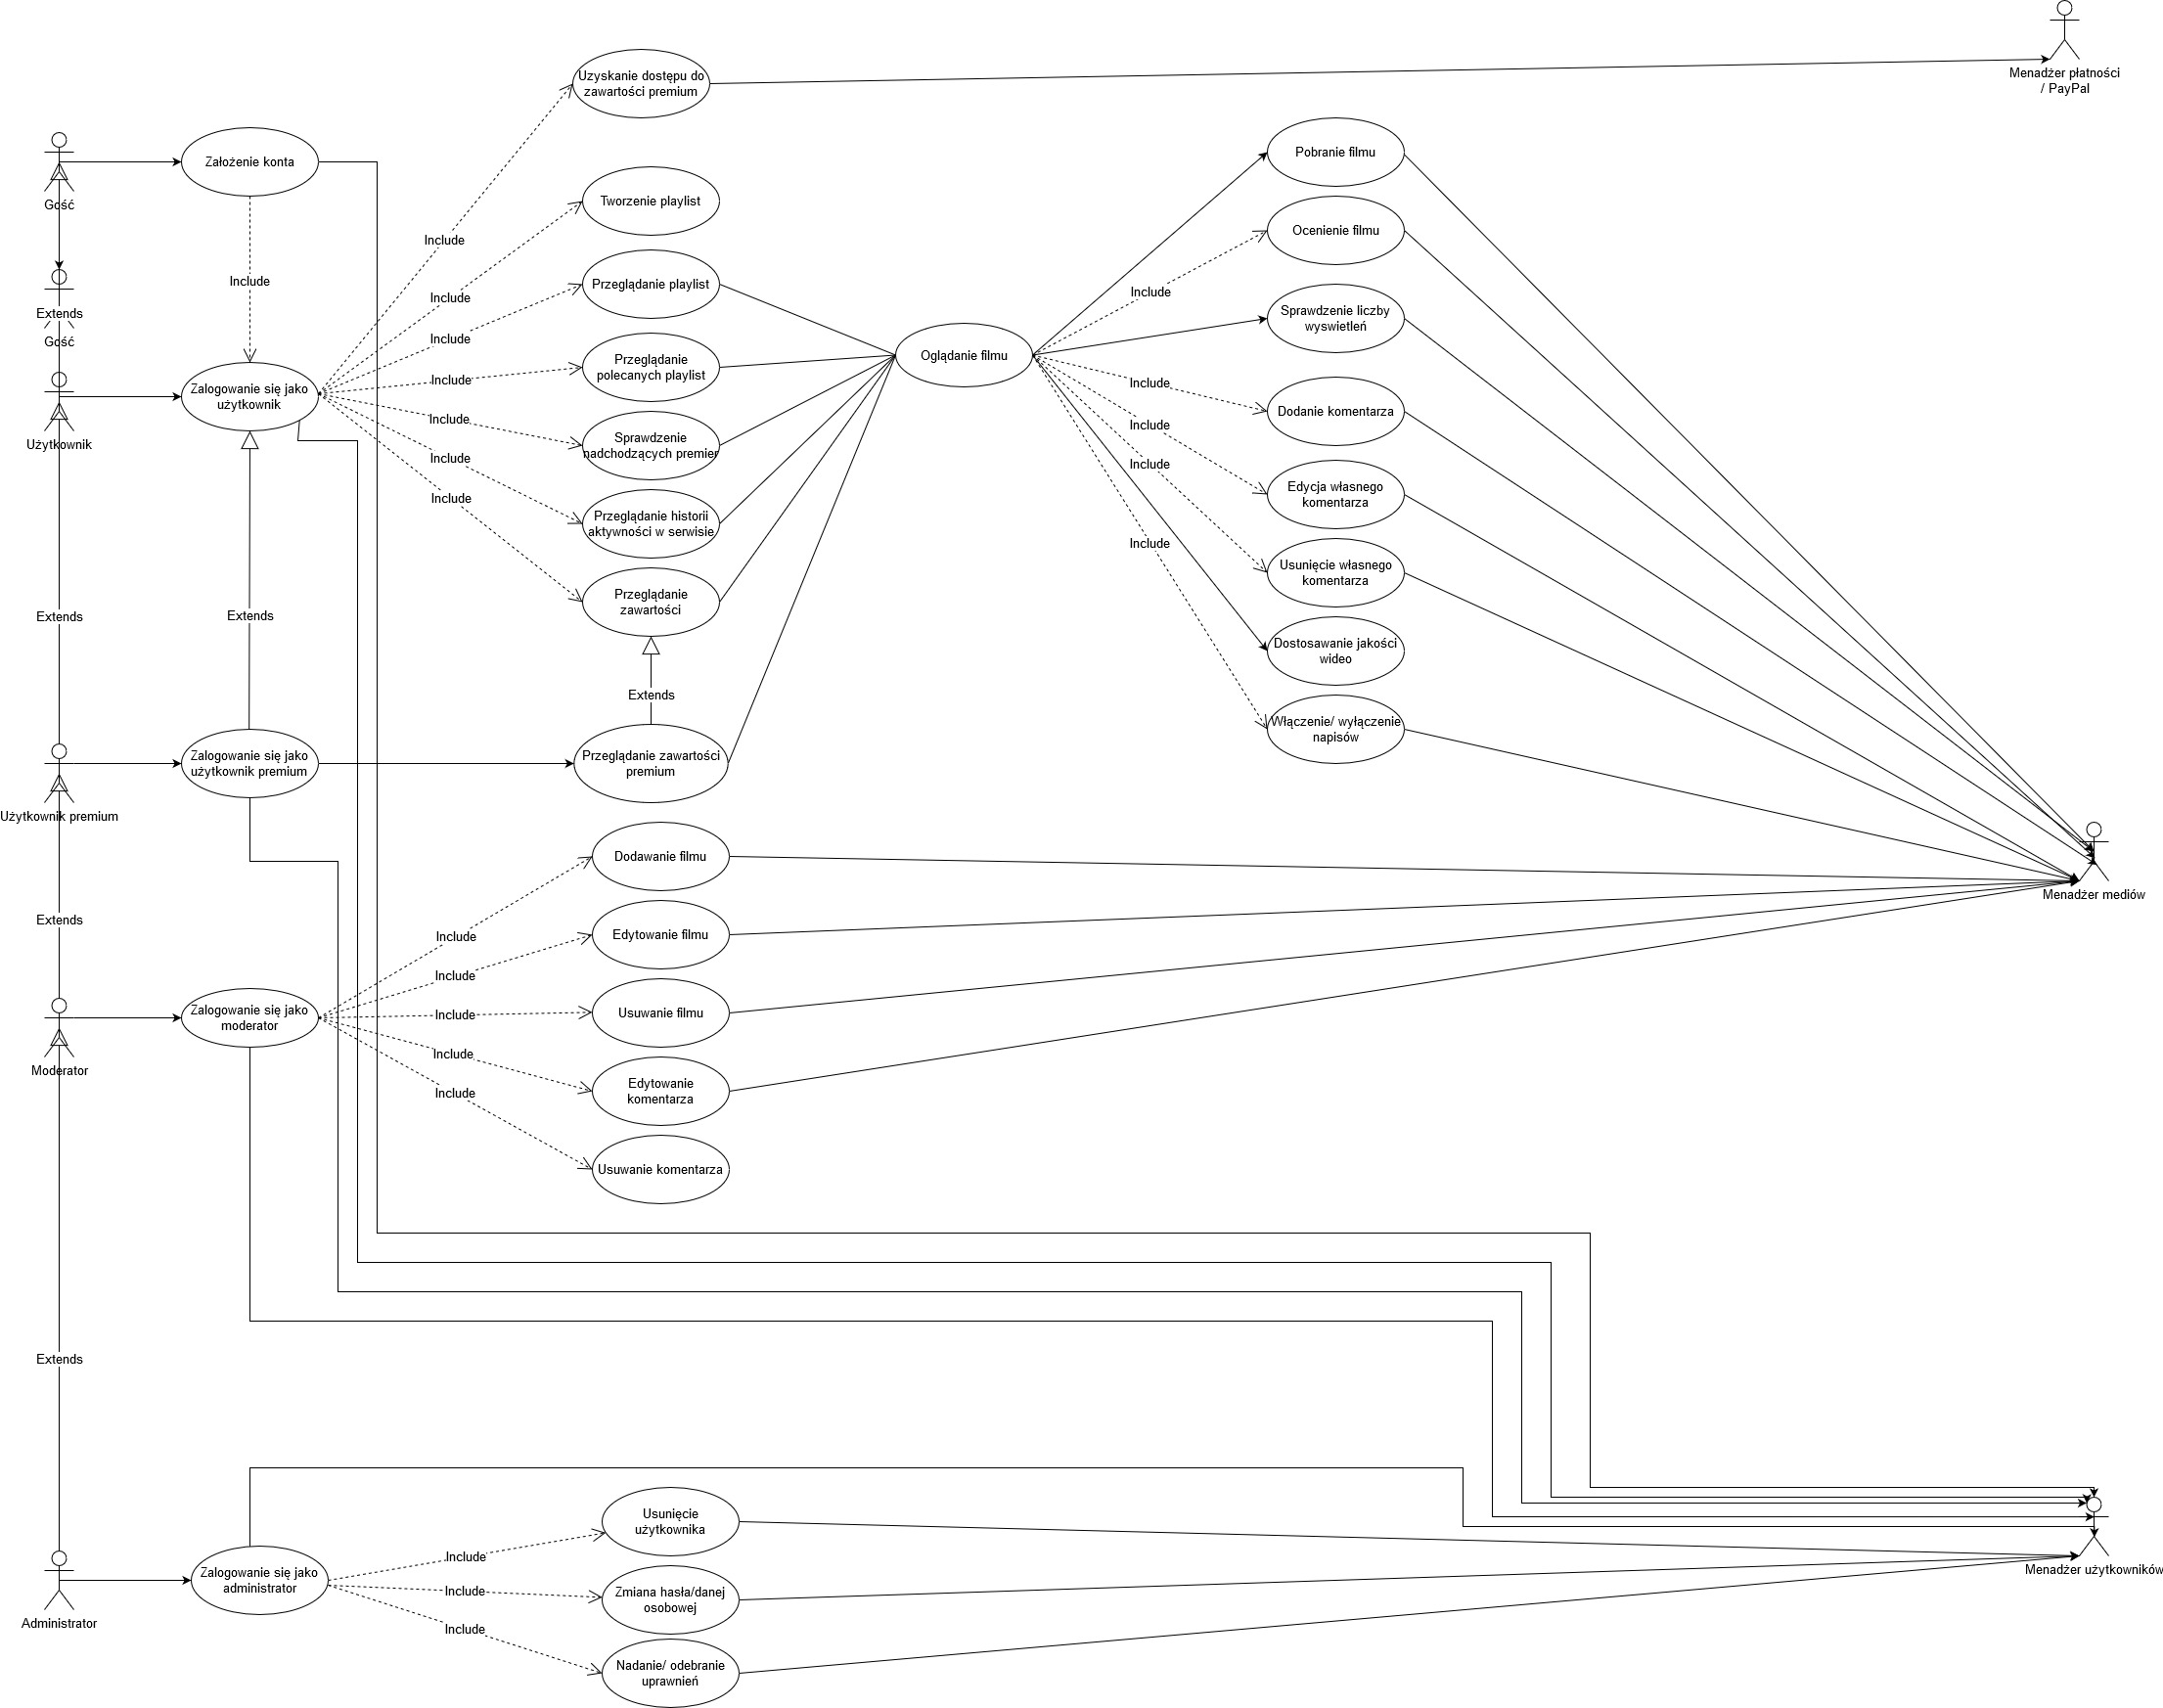 Menadżer płatności
/ PayPal
Uzyskanie dostępu do
zawartości premium
Założenie konta
Pobranie filmu
Gość
Tworzenie playlist
Include
Ocenienie filmu
Include
Przeglądanie playlist
Include
Include
Extends
Gość
Sprawdzenie liczby
wyswietleń
Include
Przeglądanie
polecanych playlist
Oglądanie filmu
Include
Include
Zalogowanie się jako
użytkownik
Dodanie komentarza
Include
Include
Użytkownik
Sprawdzenie
nadchodzących premier
Include
Include
Edycja własnego
komentarza
Include
Przeglądanie historii
aktywności w serwisie
Include
Usunięcie własnego
komentarza
Przeglądanie
zawartości
Extends
Extends
Dostosawanie jakości
wideo
Extends
Włączenie/ wyłączenie
napisów
Zalogowanie się jako
użytkownik premium
Przeglądanie zawartości
premium
Użytkownik premium
Dodawanie filmu
Menadżer mediów
Extends
Include
Edytowanie filmu
Include
Zalogowanie się jako
moderator
Include
Usuwanie filmu
Include
Moderator
Edytowanie
komentarza
Include
Usuwanie komentarza
Extends
Usunięcie
użytkownika
Include
Menadżer użytkowników
Zalogowanie się jako
administrator
Include
Zmiana hasła/danej
osobowej
Administrator
Include
Nadanie/ odebranie
uprawnień